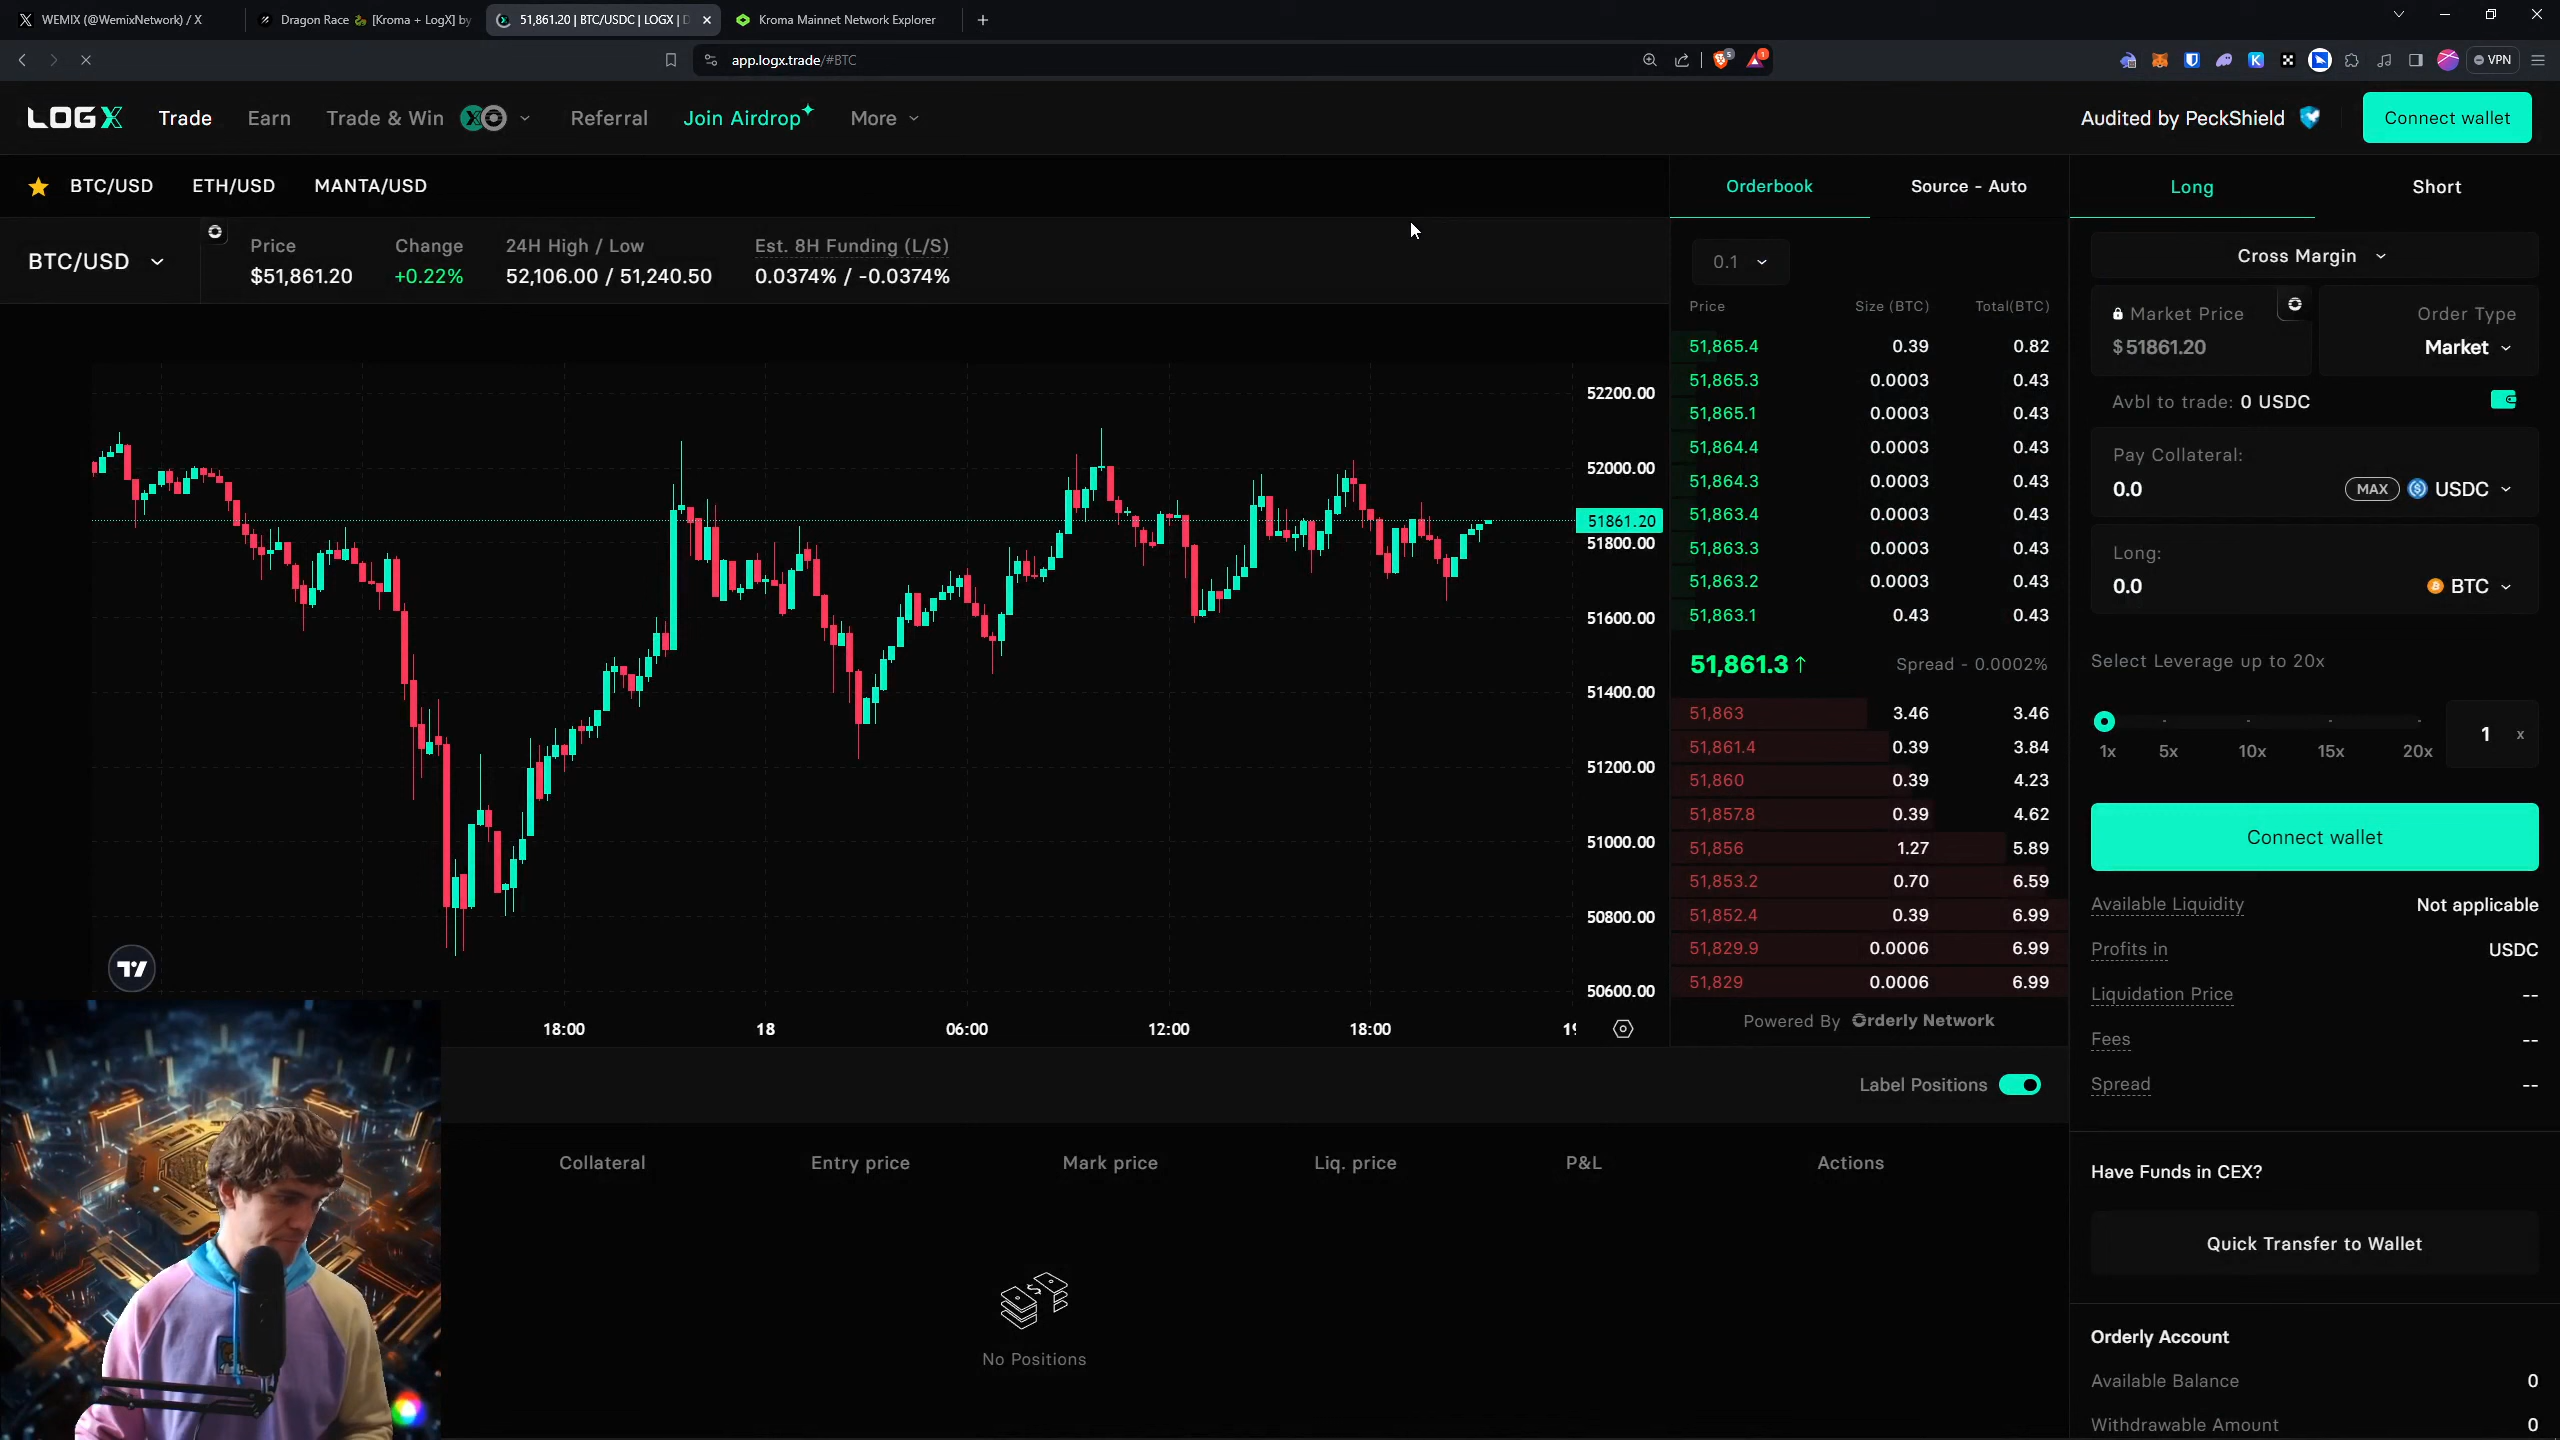 WEMIX (@WemixNetwork) / X
Dragon Race 🐉 [Kroma + LogX] by
51,861.20 | BTC/USDC | LOGX | D
Kroma Mainnet Network Explorer
app.logx.trade/#BTC
5
1
VPN
LOGX
Trade
Earn
Trade & Win
Referral
Join Airdrop
More
Audited by PeckShield
Connect wallet
BTC/USD
ETH/USD
MANTA/USD
BTC/USD
Price
$51,861.20
Change
+0.22%
24H High / Low
52,106.00 / 51,240.50
Est. 8H Funding (L/S)
0.0374% / -0.0374%
52200.00
52000.00
51861.20
51800.00
51600.00
51400.00
51200.00
51000.00
50800.00
50600.00
18:00
18
06:00
12:00
18:00
Orderbook
Source - Auto
0.1
Price Size (BTC) Total(BTC)
51,865.4 0.39 0.82
51,865.3 0.0003 0.43
51,865.1 0.0003 0.43
51,864.4 0.0003 0.43
51,864.3 0.0003 0.43
51,863.4 0.0003 0.43
51,863.3 0.0003 0.43
51,863.2 0.0003 0.43
51,863.1 0.43 0.43
51,861.3↑ Spread - 0.0002%
51,863 3.46 3.46
51,861.4 0.39 3.84
51,860 0.39 4.23
51,857.8 0.39 4.62
51,856 1.27 5.89
51,853.2 0.70 6.59
51,852.4 0.39 6.99
51,829.9 0.0006 6.99
51,829 0.0006 6.99
Powered By Orderly Network
Long
Short
Cross Margin
Market Price
$ 51861.20
Order Type
Market
Avbl to trade: 0 USDC
Pay Collateral:
0.0 MAX USDC
Long:
0.0 BTC
Select Leverage up to 20x
1x 5x 10x 15x 20x
1 x
Connect wallet
Available Liquidity Not applicable
Profits in USDC
Liquidation Price --
Fees --
Spread --
Have Funds in CEX?
Quick Transfer to Wallet
Orderly Account
Available Balance 0
Withdrawable Amount 0
Label Positions
Collateral Entry price Mark price Liq. price P&L Actions
No Positions